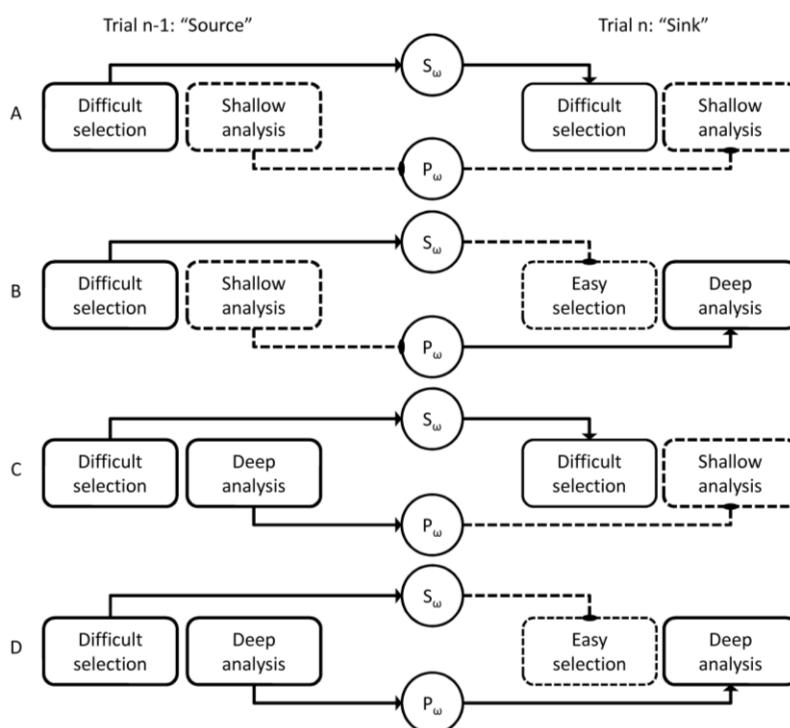 Trial n-1: “Source”
Trial n: “Sink”
A
Difficult
selection
Shallow
analysis
Sω
Pω
Difficult
selection
Shallow
analysis
B
Difficult
selection
Shallow
analysis
Sω
Pω
Easy
selection
Deep
analysis
C
Difficult
selection
Deep
analysis
Sω
Pω
Difficult
selection
Shallow
analysis
D
Difficult
selection
Deep
analysis
Sω
Pω
Easy
selection
Deep
analysis